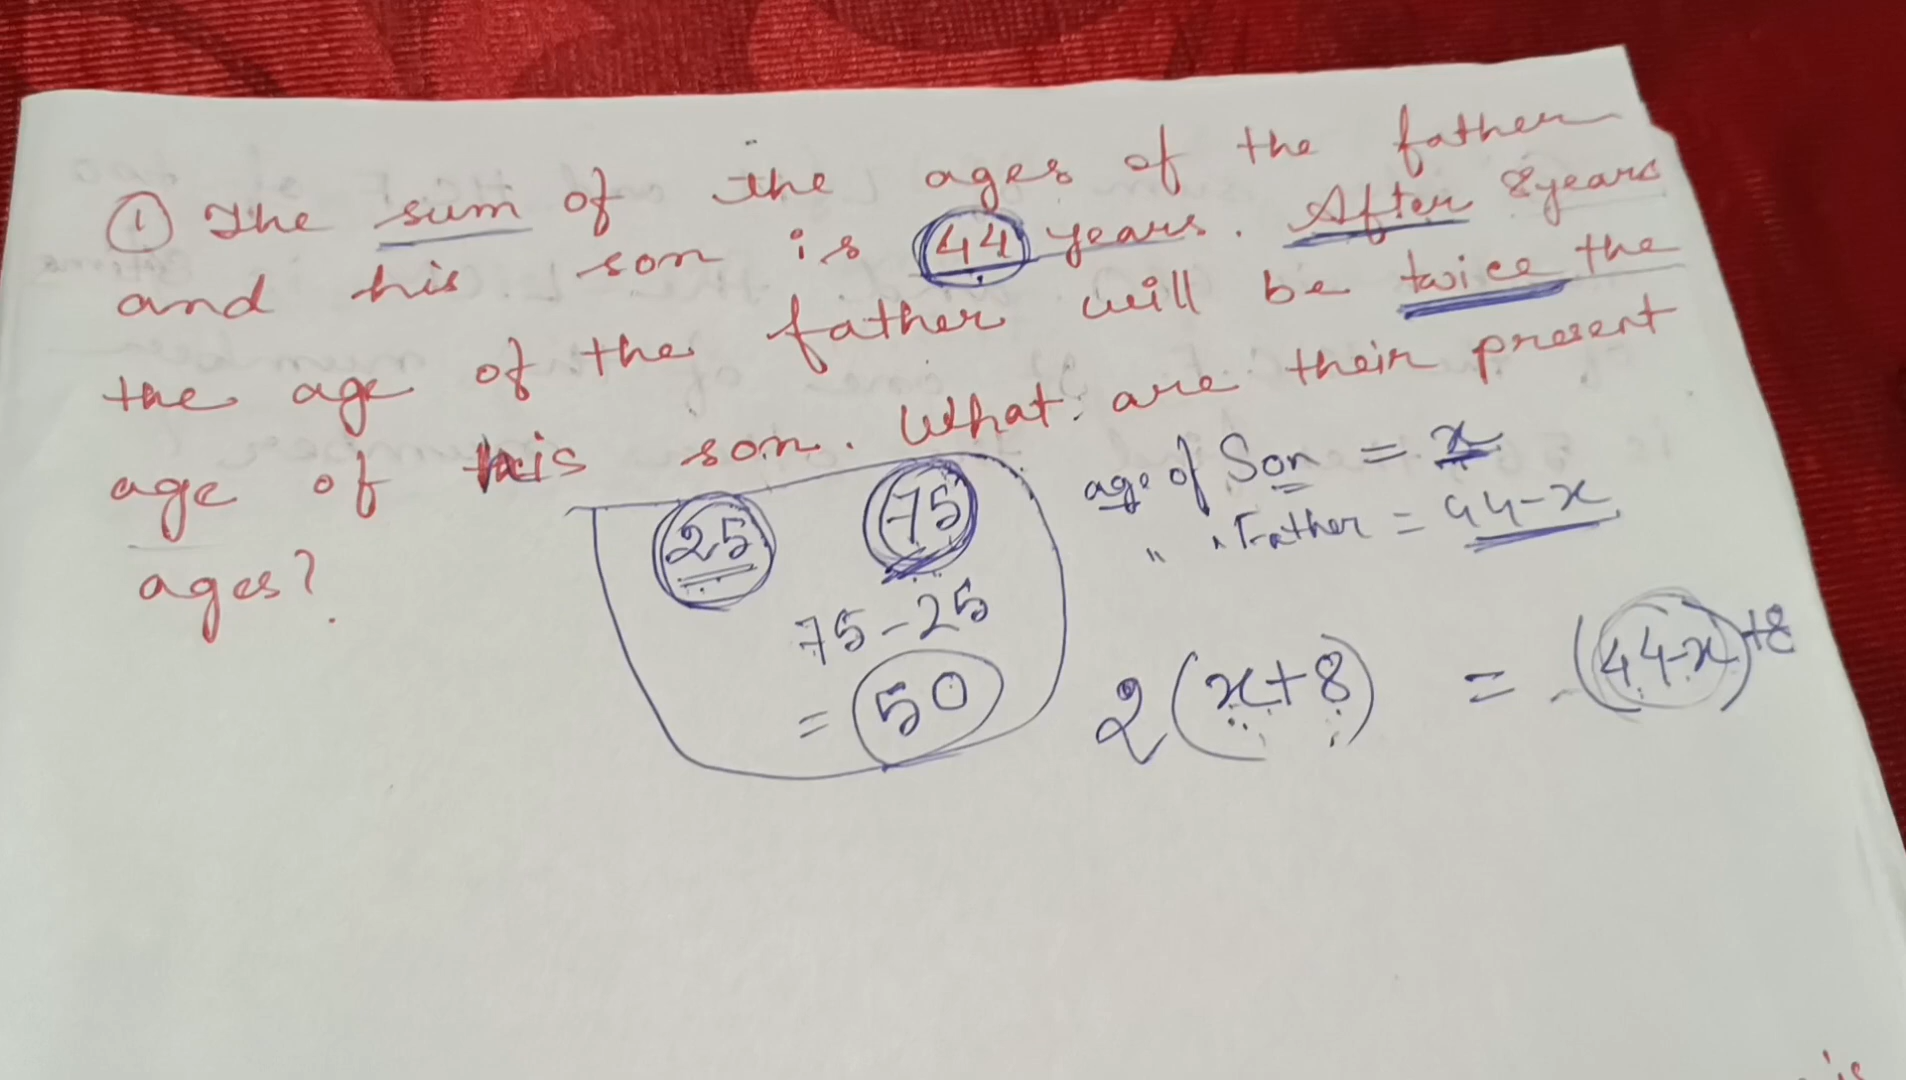 ① The sum of the ages of the father
and his son is 44 years. After 8 years
the age of the father will be twice the
age of his son. What are their present
ages?
25 75
75-25
= 50
age of Son = x
" " Father = 44-x
2(x+8) = (44-x)+8
is